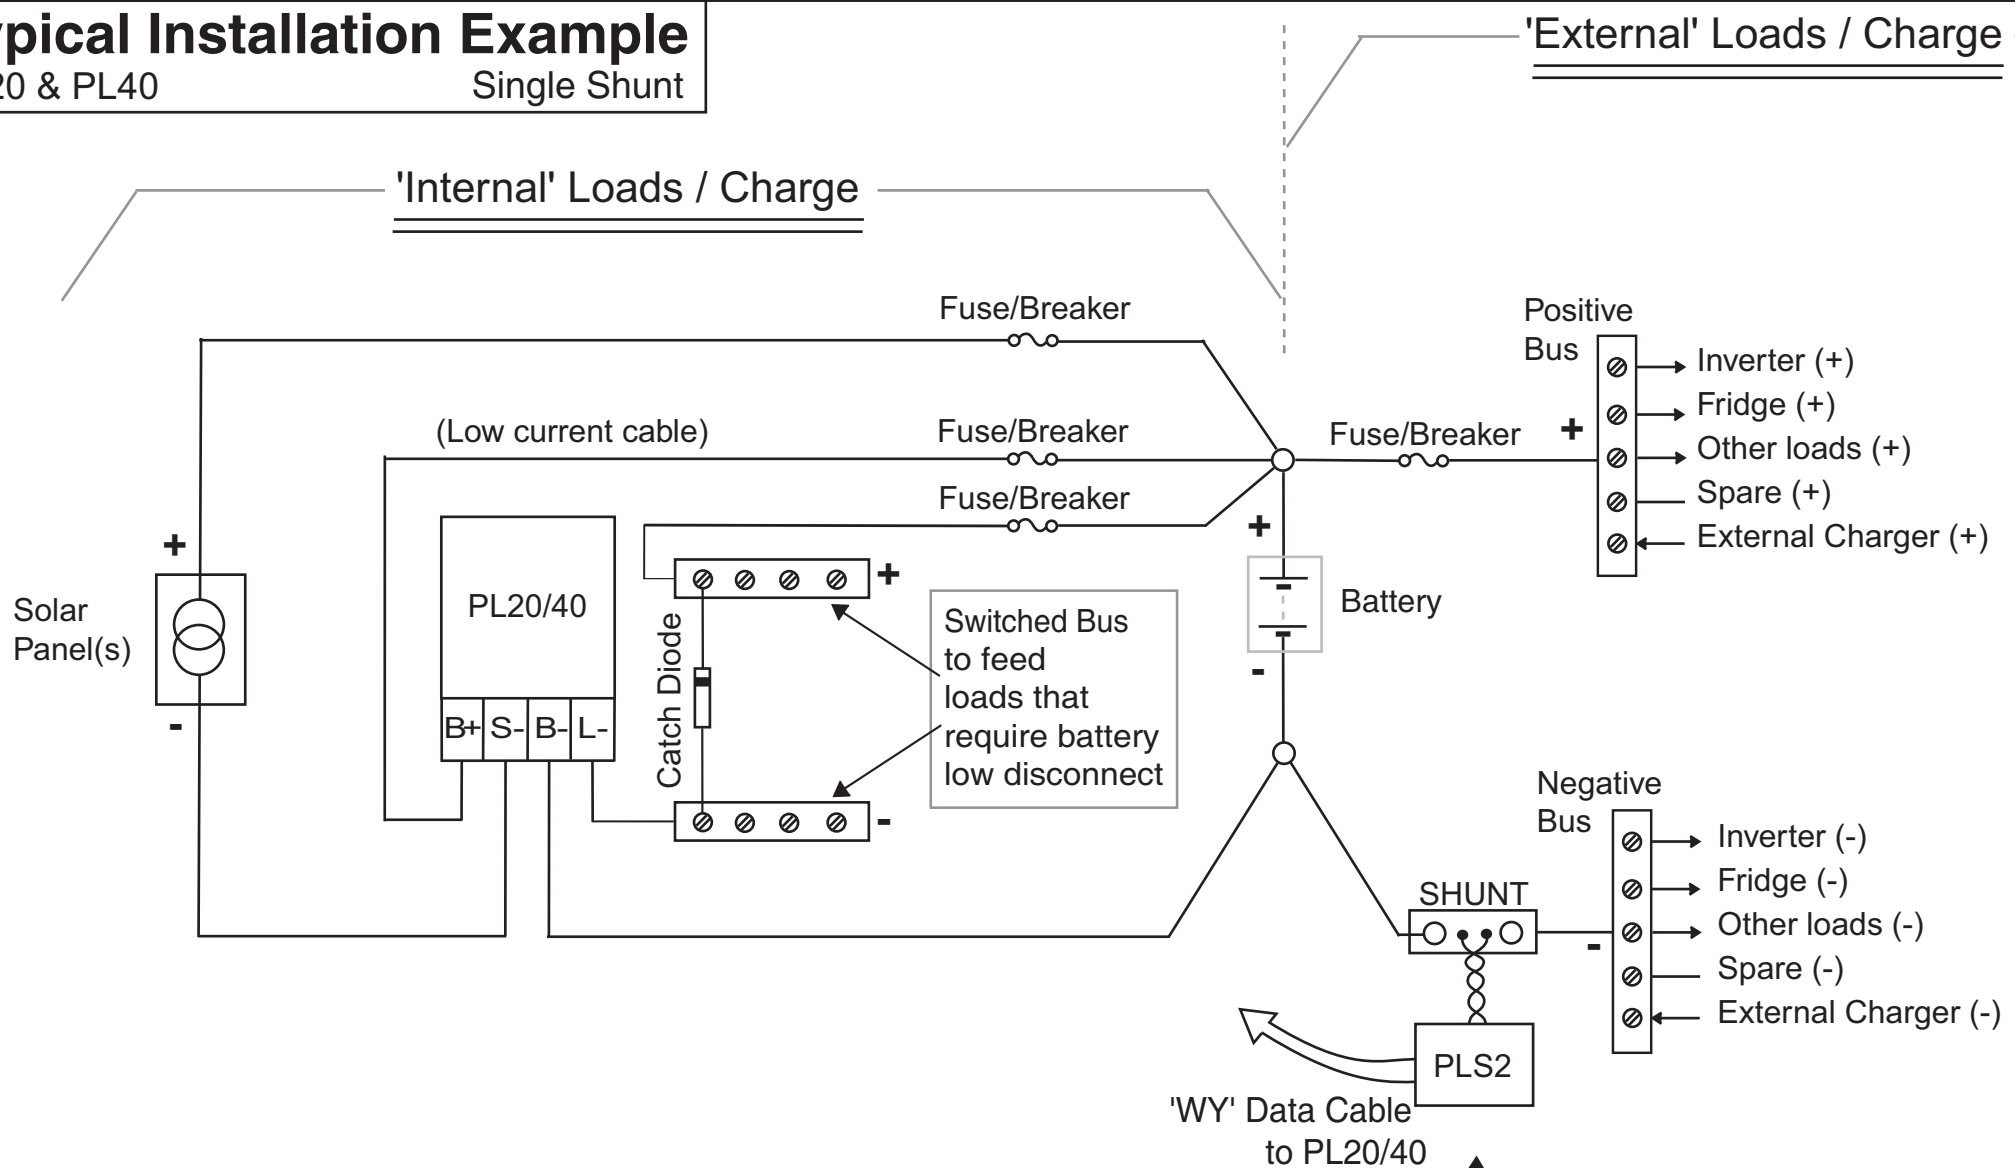 ypical Installation Example
20 & PL40 Single Shunt
'External' Loads / Charge
'Internal' Loads / Charge
Fuse/Breaker
Positive
Bus
Inverter (+)
Fridge (+)
Other loads (+)
Spare (+)
External Charger (+)
(Low current cable)
Fuse/Breaker
Fuse/Breaker
+
Fuse/Breaker
+
+
Solar
Panel(s)
-
PL20/40
B+ S- B- L-
+
Catch Diode
-
Switched Bus
to feed
loads that
require battery
low disconnect
Battery
-
Negative
Bus
Inverter (-)
Fridge (-)
Other loads (-)
Spare (-)
External Charger (-)
SHUNT
-
PLS2
'WY' Data Cable
to PL20/40